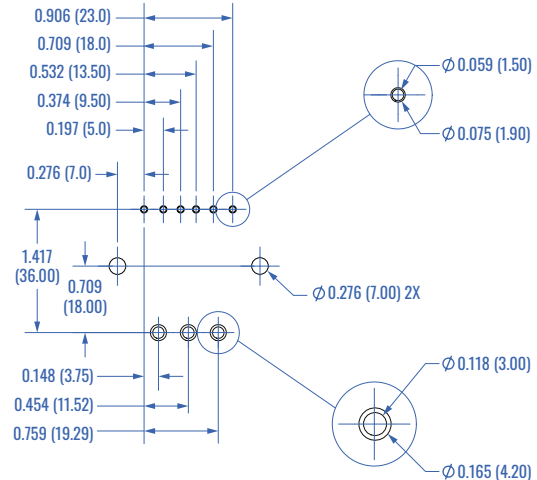 0.906 (23.0)
0.709 (18.0)
0.532 (13.50)
0.374 (9.50)
0.197 (5.0)
0.276 (7.0)
Ø 0.059 (1.50)
Ø 0.075 (1.90)
1.417
(36.00)
0.709
(18.00)
Ø 0.276 (7.00) 2X
0.148 (3.75)
0.454 (11.52)
0.759 (19.29)
Ø 0.118 (3.00)
Ø 0.165 (4.20)